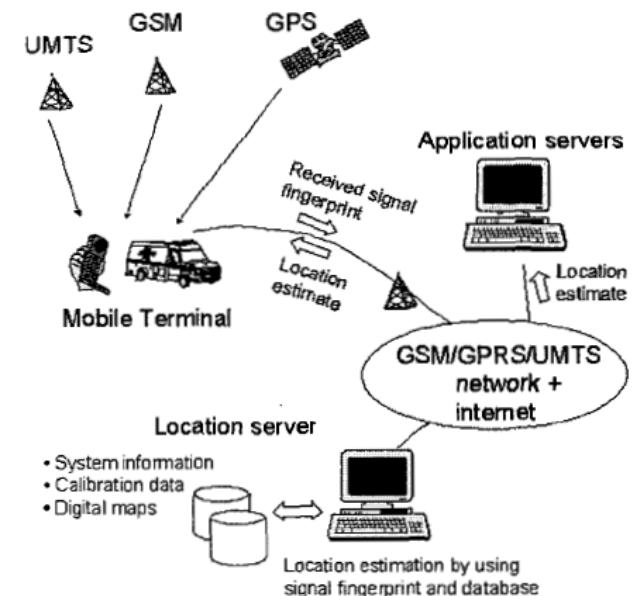 UMTS
GSM
GPS
Application servers
Received signal
fingerprint
Location
estimate
Location
estimate
Mobile Terminal
GSM/GPRS/UMTS
network +
internet
Location server
• System information
• Calibration data
• Digital maps
Location estimation by using
signal fingerprint and database